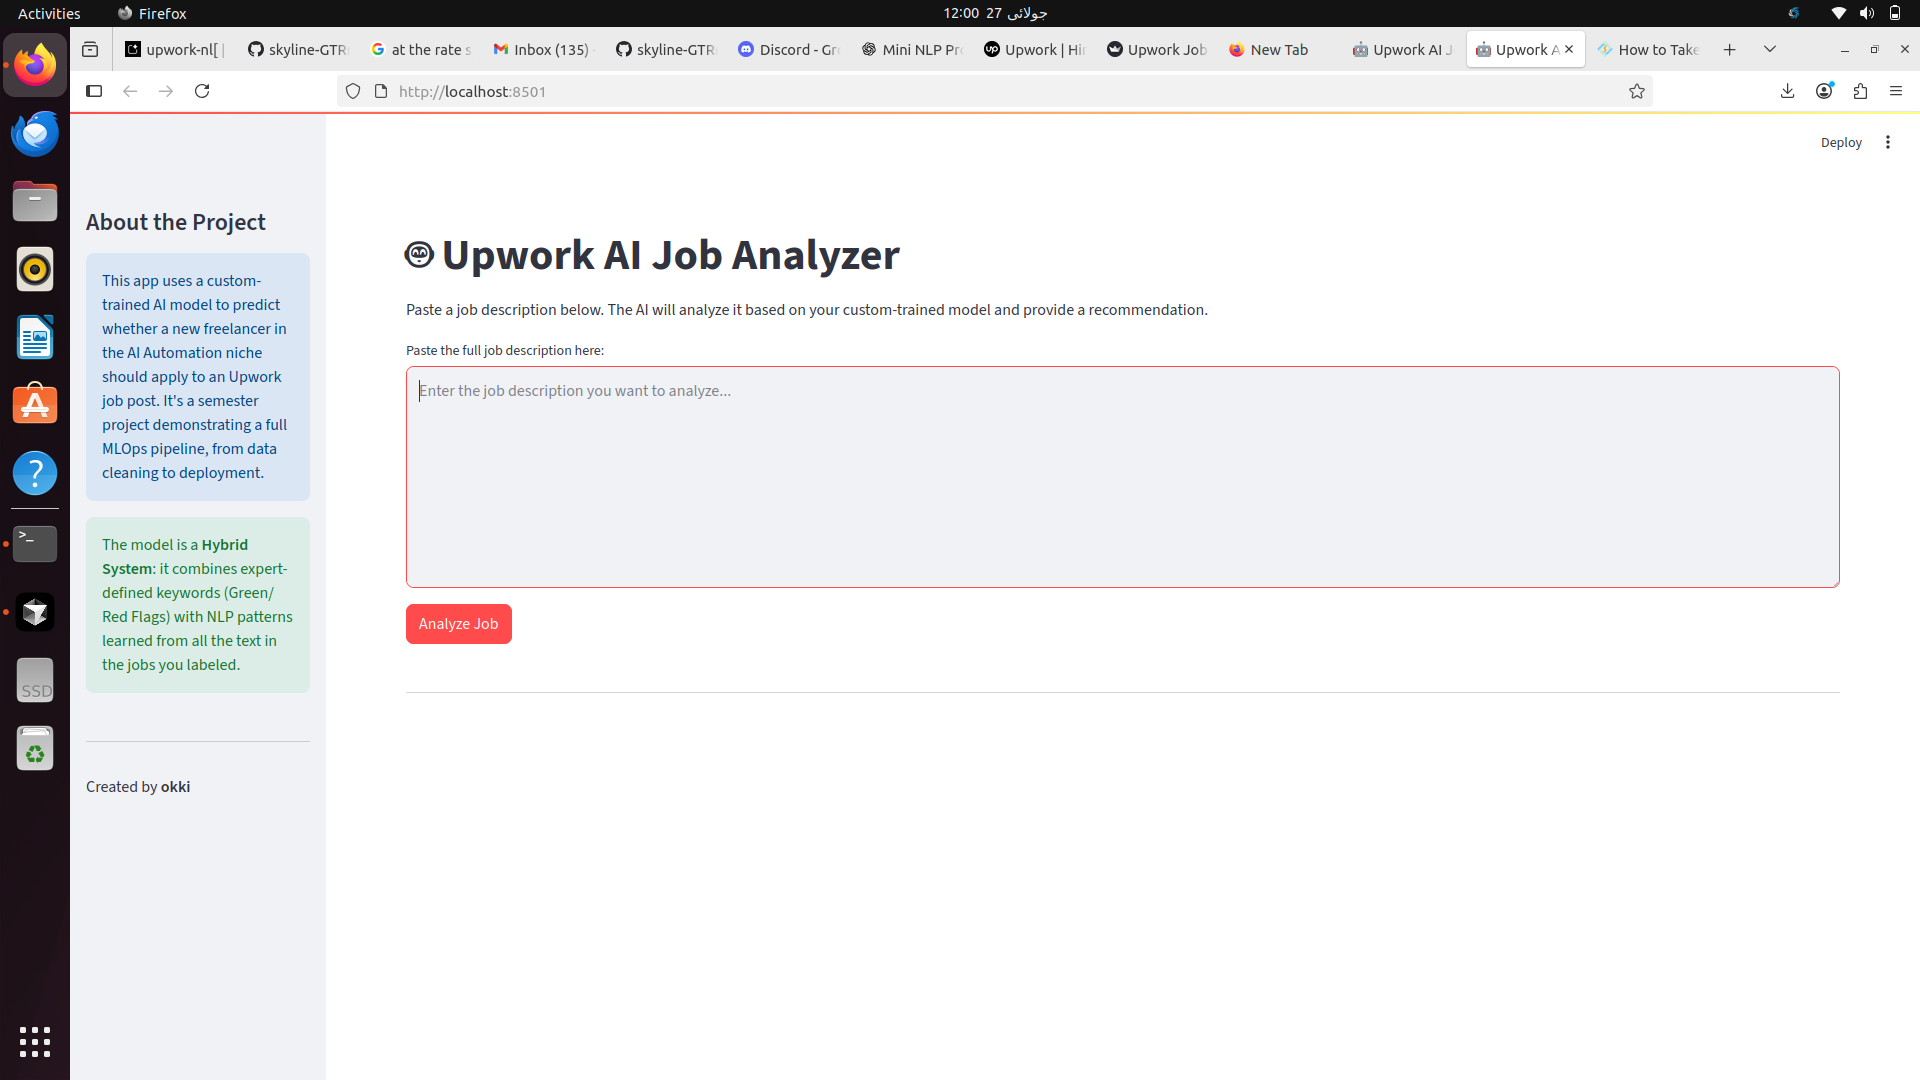 Activities
Firefox
12:00 27 جولائی
upwork-nl[
skyline-GTR
at the rate s
Inbox (135)
skyline-GTR
Discord - Gr
Mini NLP Pr
Upwork | Hir
Upwork Job
New Tab
Upwork AI J
Upwork A
How to Take
http://localhost:8501
Deploy
About the Project
This app uses a custom-
trained AI model to predict
whether a new freelancer in
the AI Automation niche
should apply to an Upwork
job post. It's a semester
project demonstrating a full
MLOps pipeline, from data
cleaning to deployment.
The model is a Hybrid
System: it combines expert-
defined keywords (Green/
Red Flags) with NLP patterns
learned from all the text in
the jobs you labeled.
Created by okki
Upwork AI Job Analyzer
Paste a job description below. The AI will analyze it based on your custom-trained model and provide a recommendation.
Paste the full job description here:
Enter the job description you want to analyze...
Analyze Job
SSD